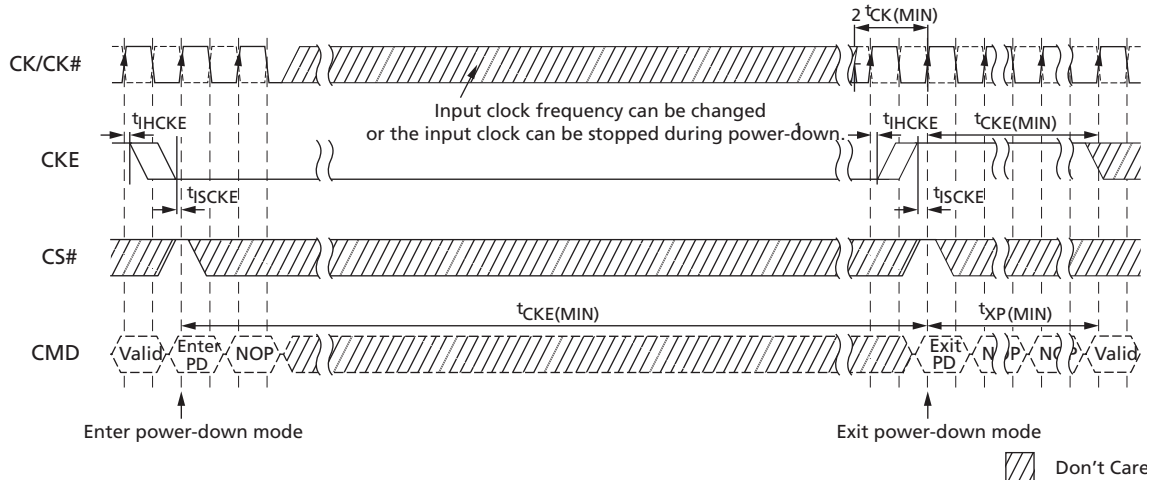 2 tCK(MIN)
CK/CK#
Input clock frequency can be changed
or the input clock can be stopped during power-down.
tIHCKE
tIHCKE
tCKE(MIN)
CKE
tISCKE
tISCKE
CS#
tCKE(MIN)
tXP(MIN)
CMD
Valid
Enter PD
NOP
Exit PD
NOP
NOP
Valid
Enter power-down mode
Exit power-down mode
Don't Care